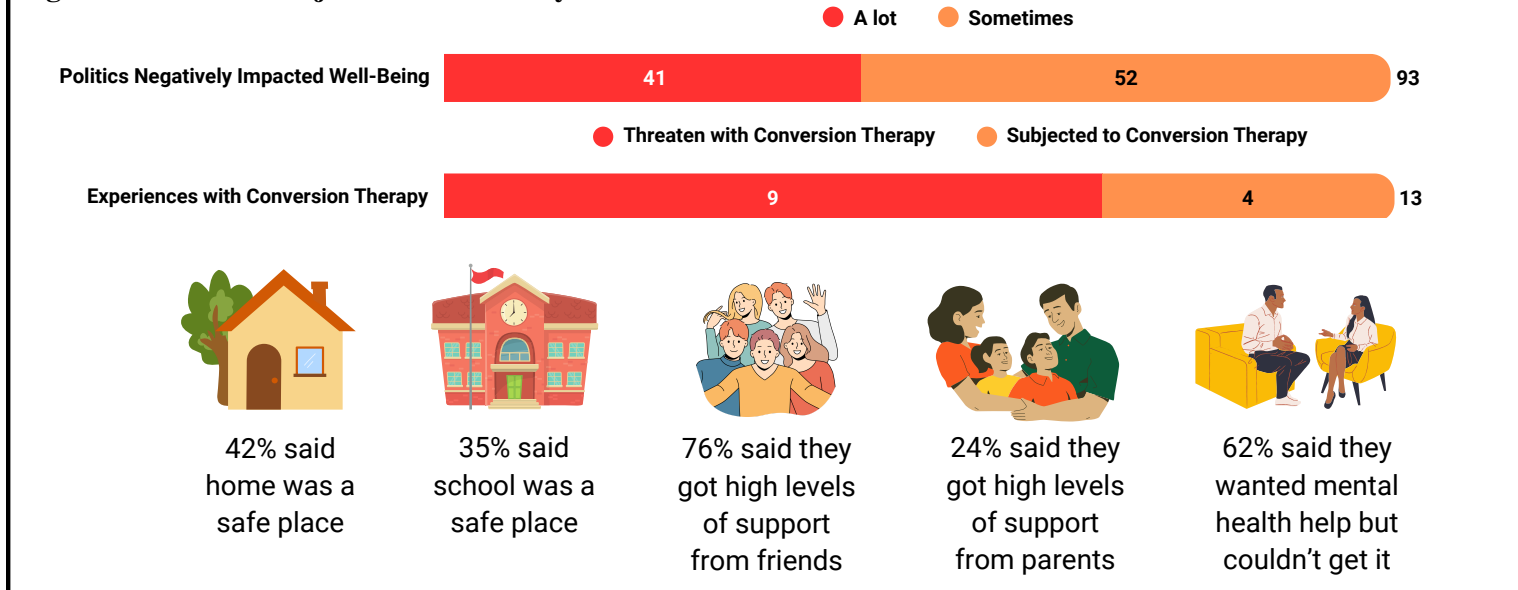 A lot Sometimes
Politics Negatively Impacted Well-Being 41 52 93
Threaten with Conversion Therapy Subjected to Conversion Therapy
Experiences with Conversion Therapy 9 4 13
42% said
home was a
safe place
35% said
school was a
safe place
76% said they
got high levels
of support
from friends
24% said they
got high levels
of support
from parents
62% said they
wanted mental
health help but
couldn't get it